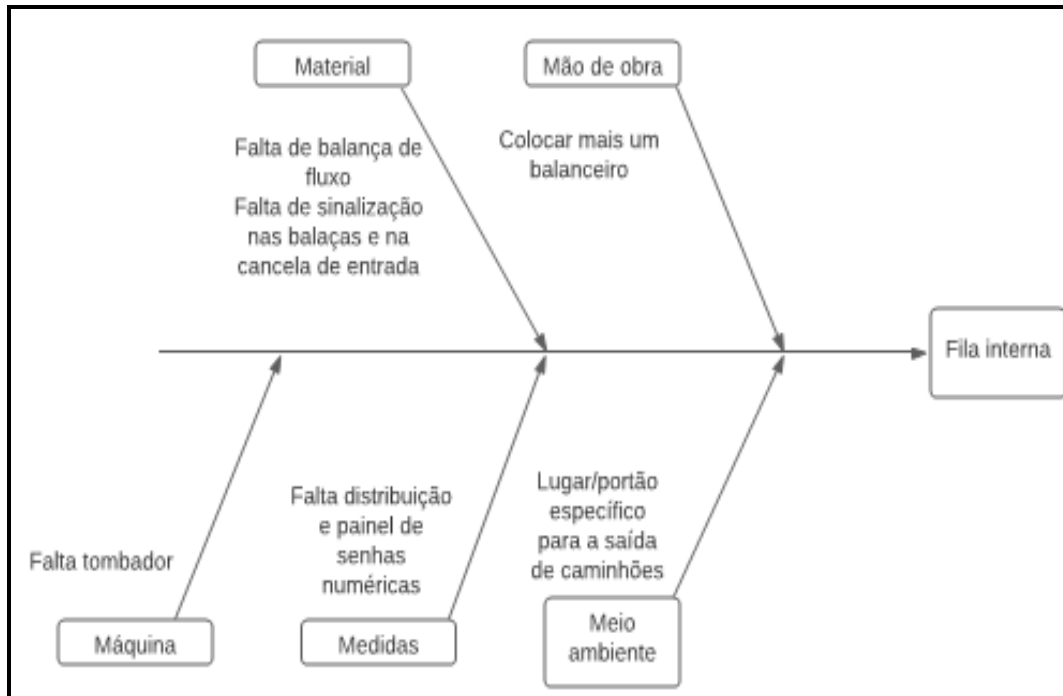 Material
Mão de obra
Falta de balança de
fluxo
Falta de sinalização
nas balaças e na
cancela de entrada
Colocar mais um
balanceiro
Fila interna
Falta tombador
Falta distribuição
e painel de
senhas
numéricas
Lugar/portão
específico
para a saída
de caminhões
Máquina
Medidas
Meio
ambiente